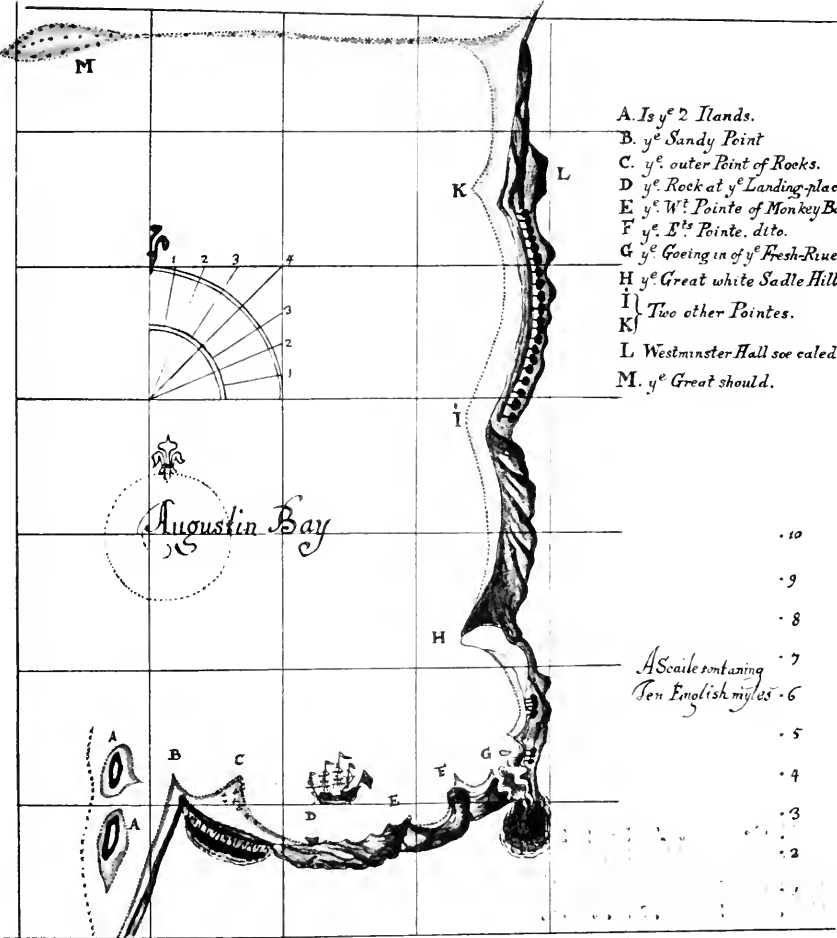 M
A. Is yᵉ 2 Ilands.
B. yᵉ Sandy Point
C. yᵉ. outer Point of Rocks.
D yᵉ. Rock at yᵉ Landing-plac
E yᵉ. Wᵗ. Pointe of Monkey Ba
F yᵉ. Eᵗˢ Pointe. dito.
G yᵉ. Goeing in of yᵉ Fresh-Riue
H yᵉ. Great white Sadle Hill
I
K} Two other Pointes.
L Westminster Hall soe caled
M. yᵉ Great should.
L
K
1 2 3 4
3
2
1
I
Augustin Bay
H
A Scaile contaning
Ten English myles
10
9
8
7
6
5
4
3
2
1
A
B
C
D
E
F
G
A